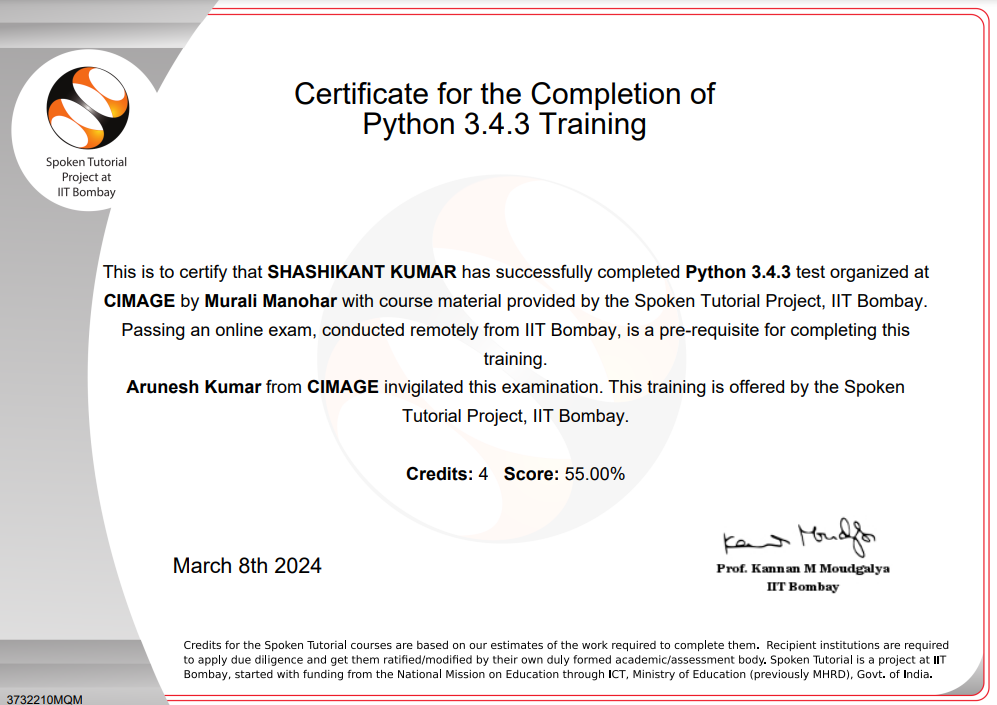 Spoken Tutorial
Project at
IIT Bombay
Certificate for the Completion of
Python 3.4.3 Training
This is to certify that SHASHIKANT KUMAR has successfully completed Python 3.4.3 test organized at
CIMAGE by Murali Manohar with course material provided by the Spoken Tutorial Project, IIT Bombay.
Passing an online exam, conducted remotely from IIT Bombay, is a pre-requisite for completing this
training.
Arunesh Kumar from CIMAGE invigilated this examination. This training is offered by the Spoken
Tutorial Project, IIT Bombay.
Credits: 4 Score: 55.00%
March 8th 2024
Kannan Moudgalya
Prof. Kannan M Moudgalya
IIT Bombay
Credits for the Spoken Tutorial courses are based on our estimates of the work required to complete them. Recipient institutions are required
to apply due diligence and get them ratified/modified by their own duly formed academic/assessment body. Spoken Tutorial is a project at IIT
Bombay, started with funding from the National Mission on Education through ICT, Ministry of Education (previously MHRD), Govt. of India.
3732210MQM